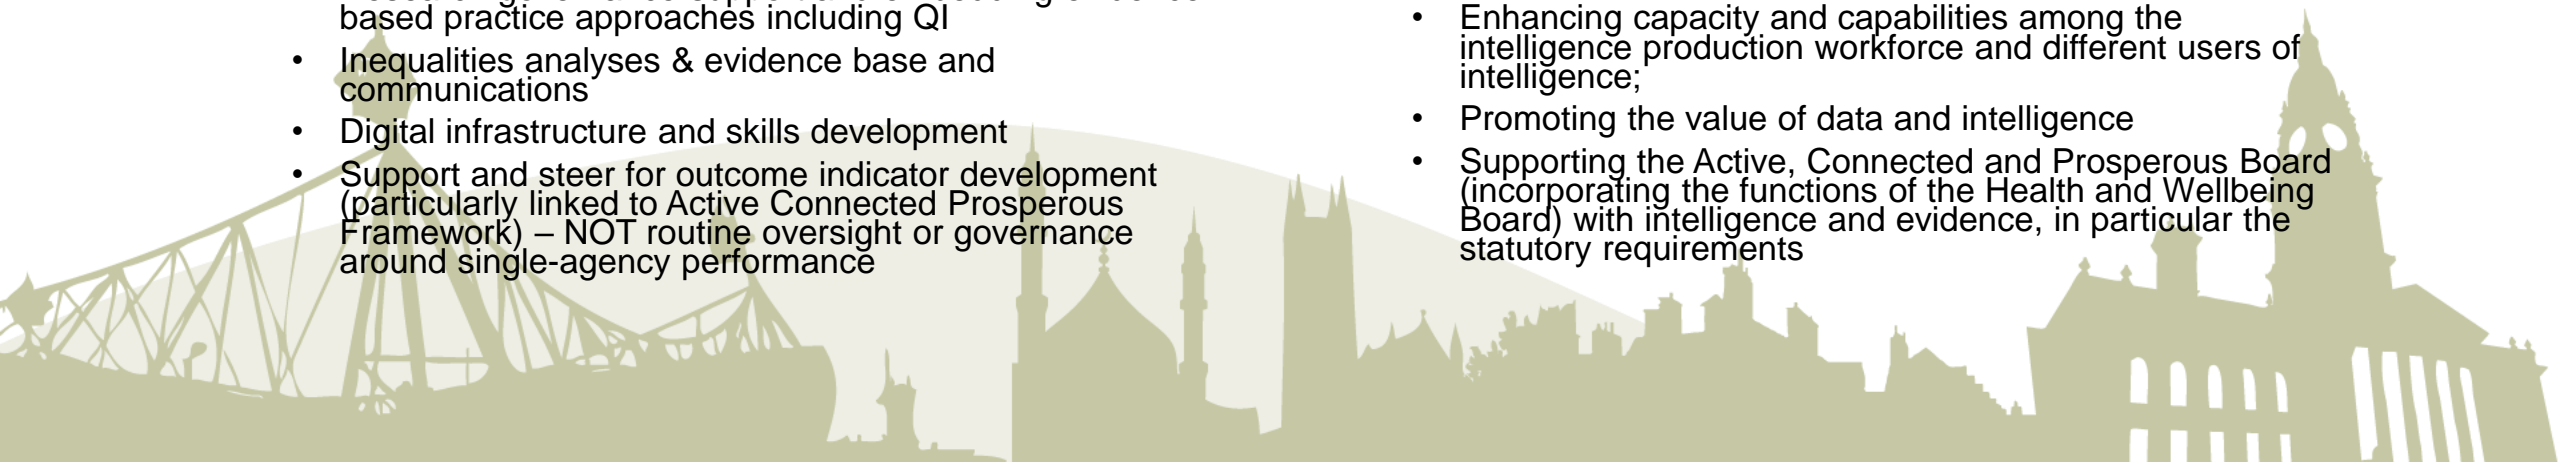 based practice approaches including QI
• Inequalities analyses & evidence base and
communications
• Digital infrastructure and skills development
• Support and steer for outcome indicator development
(particularly linked to Active Connected Prosperous
Framework) – NOT routine oversight or governance
around single-agency performance
• Enhancing capacity and capabilities among the
intelligence production workforce and different users of
intelligence;
• Promoting the value of data and intelligence
• Supporting the Active, Connected and Prosperous Board
(incorporating the functions of the Health and Wellbeing
Board) with intelligence and evidence, in particular the
statutory requirements